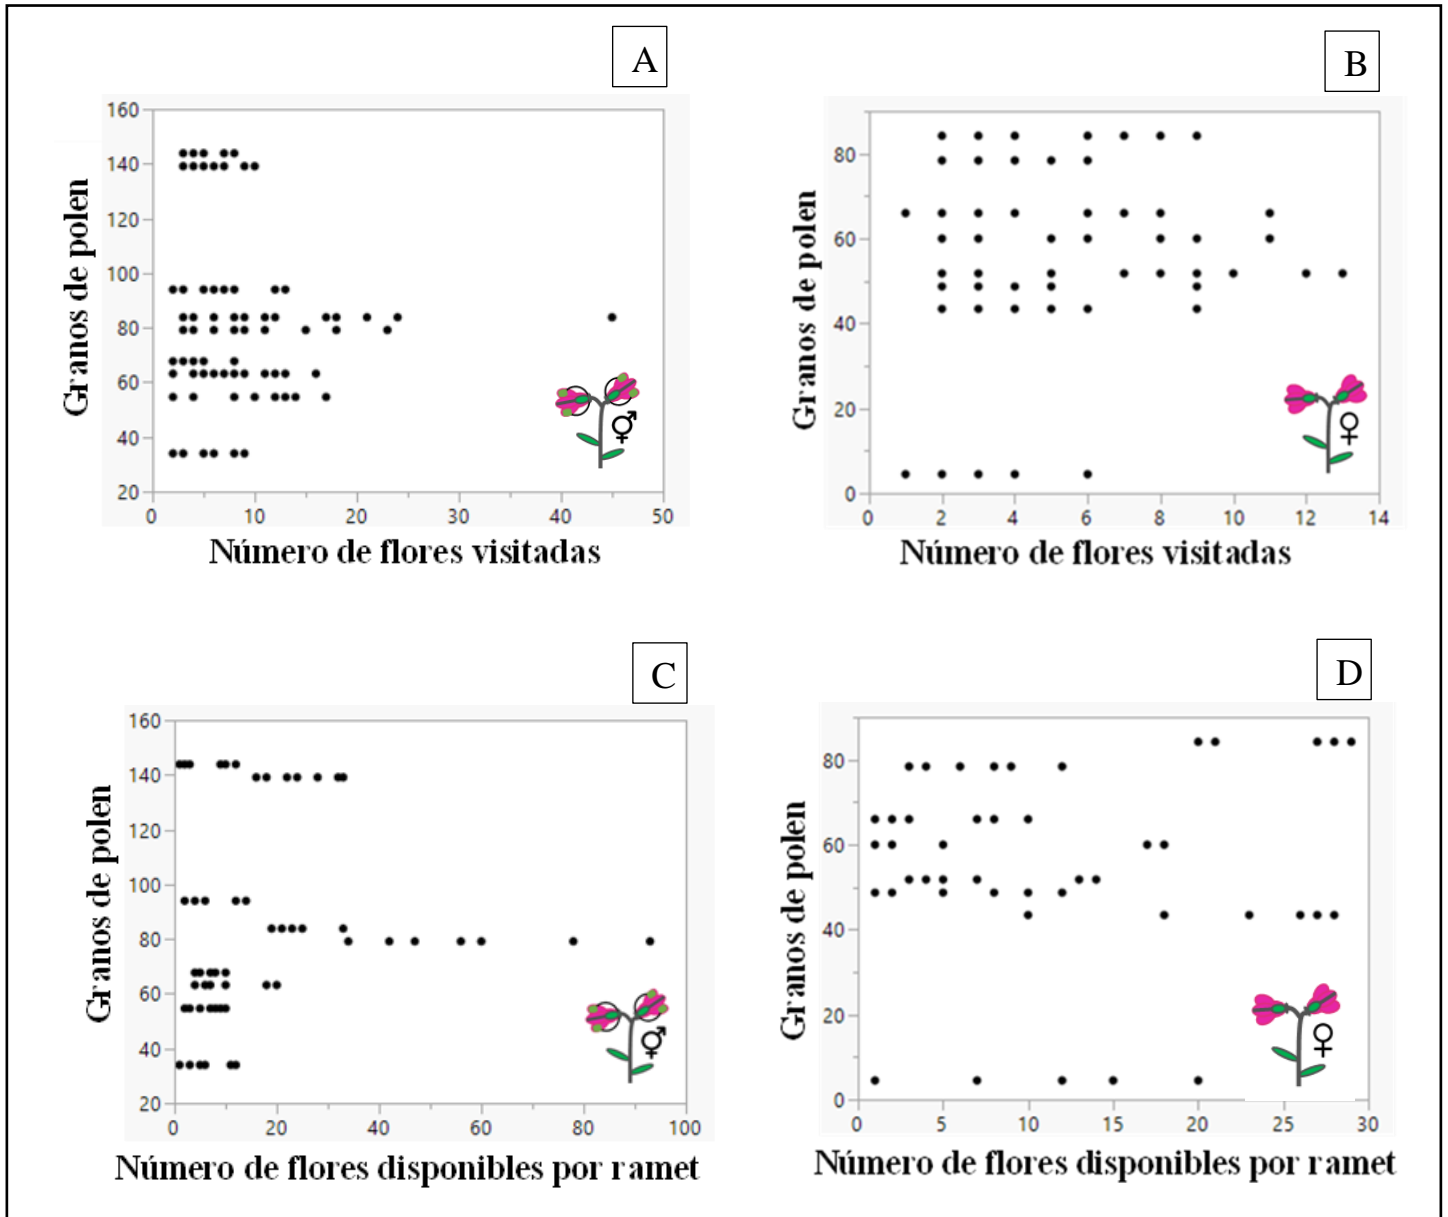 A
Granos de polen
160
140
120
100
80
60
40
20
0 10 20 30 40 50
⚥
Número de flores visitadas
B
Granos de polen
80
60
40
20
0
0 2 4 6 8 10 12 14
♀
Número de flores visitadas
C
Granos de polen
160
140
120
100
80
60
40
20
0 20 40 60 80 100
⚥
Número de flores disponibles por ramet
D
Granos de polen
80
60
40
20
0
0 5 10 15 20 25 30
♀
Número de flores disponibles por ramet